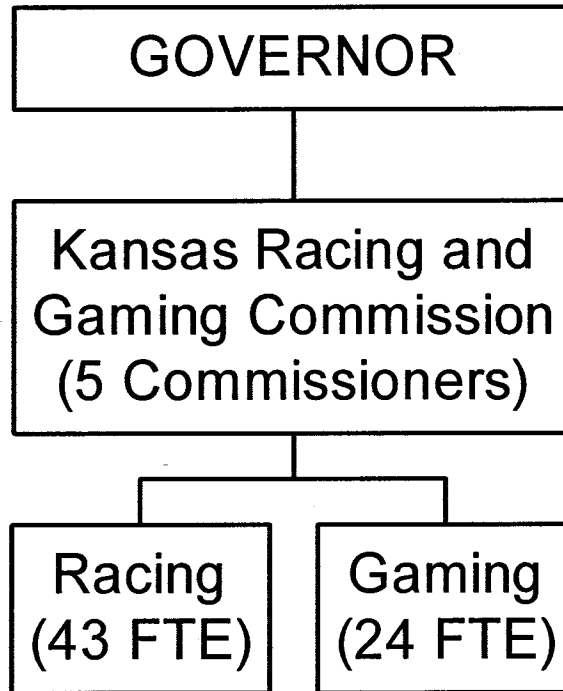 GOVERNOR
Kansas Racing and
Gaming Commission
(5 Commissioners)
Racing
(43 FTE)
Gaming
(24 FTE)